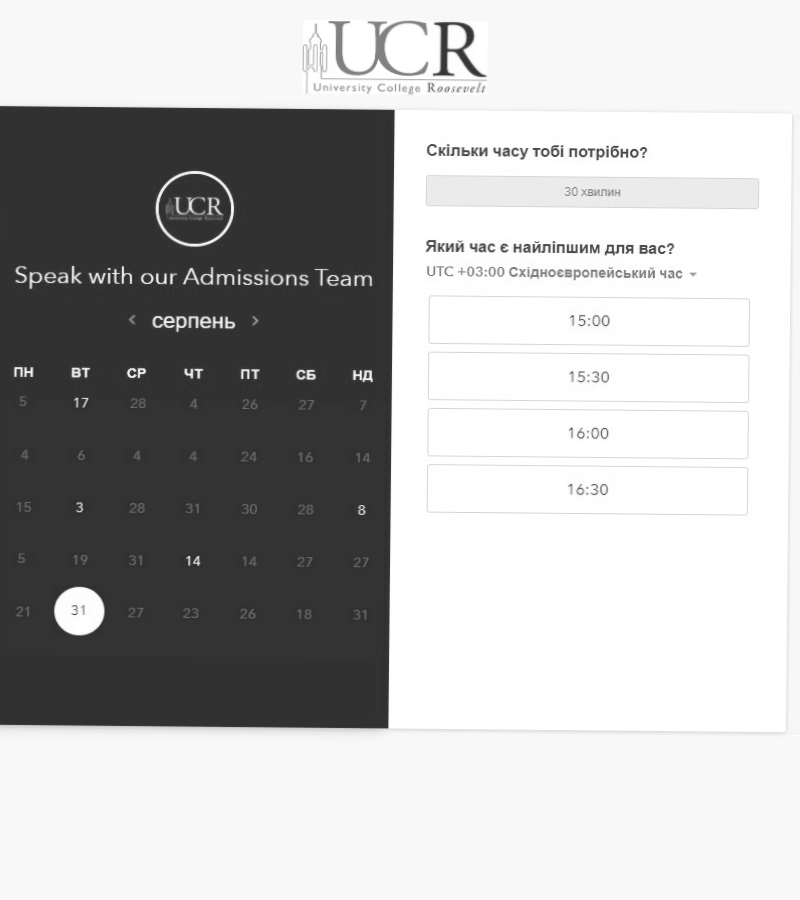 UCR
University College Roosevelt
UCR
Speak with our Admissions Team
серпень
ПН ВТ СР ЧТ ПТ СБ НД
5 17 28 4 26 27 7
4 6 4 4 24 16 14
15 3 28 31 30 28 8
5 19 31 14 14 27 27
21 31 27 23 26 18 31
Скільки часу тобі потрібно?
30 хвилин
Який час є найліпшим для вас?
UTC +03:00 Східноєвропейський час
15:00
15:30
16:00
16:30